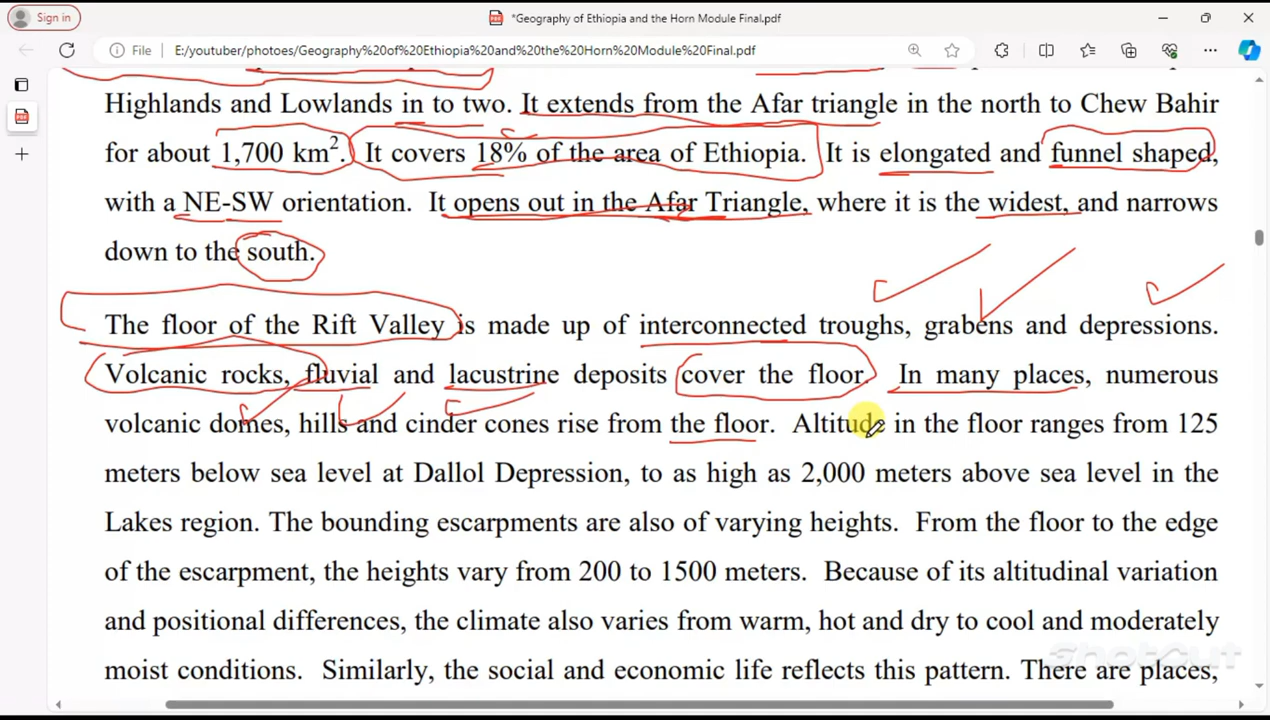 Sign in
*Geography of Ethiopia and the Horn Module Final.pdf
File
E:/youtuber/photoes/Geography%20of%20Ethiopia%20and%20the%20Horn%20Module%20Final.pdf
Highlands and Lowlands in to two. It extends from the Afar triangle in the north to Chew Bahir
for about 1,700 km2. It covers 18% of the area of Ethiopia. It is elongated and funnel shaped,
with a NE-SW orientation. It opens out in the Afar Triangle, where it is the widest, and narrows
down to the south.
The floor of the Rift Valley is made up of interconnected troughs, grabens and depressions.
Volcanic rocks, fluvial and lacustrine deposits cover the floor. In many places, numerous
volcanic domes, hills and cinder cones rise from the floor. Altitude in the floor ranges from 125
meters below sea level at Dallol Depression, to as high as 2,000 meters above sea level in the
Lakes region. The bounding escarpments are also of varying heights. From the floor to the edge
of the escarpment, the heights vary from 200 to 1500 meters. Because of its altitudinal variation
and positional differences, the climate also varies from warm, hot and dry to cool and moderately
moist conditions. Similarly, the social and economic life reflects this pattern. There are places,
shotcut